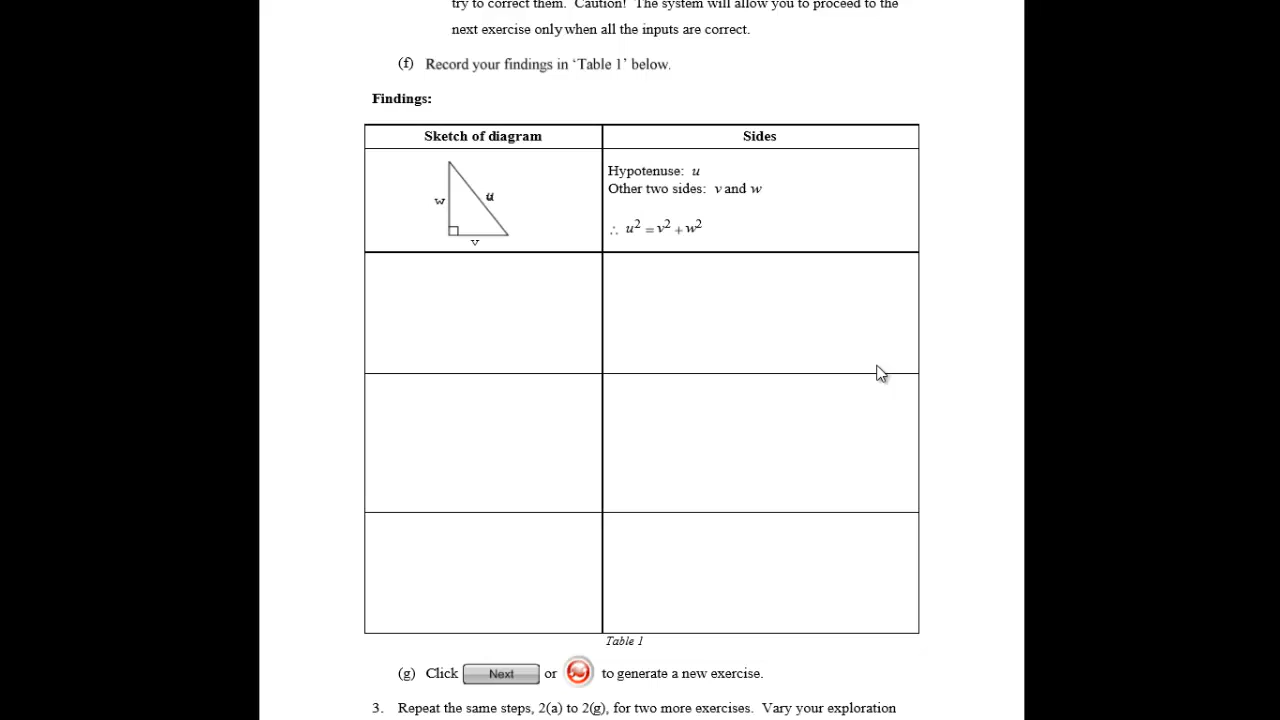 try to correct them. Caution! The system will allow you to proceed to the
next exercise only when all the inputs are correct.
(f) Record your findings in ‘Table 1’ below.
Findings:
Sketch of diagram Sides
w u v
Hypotenuse: u
Other two sides: v and w
∴ u² = v² + w²
Table 1
(g) Click Next or to generate a new exercise.
3. Repeat the same steps, 2(a) to 2(g), for two more exercises. Vary your exploration